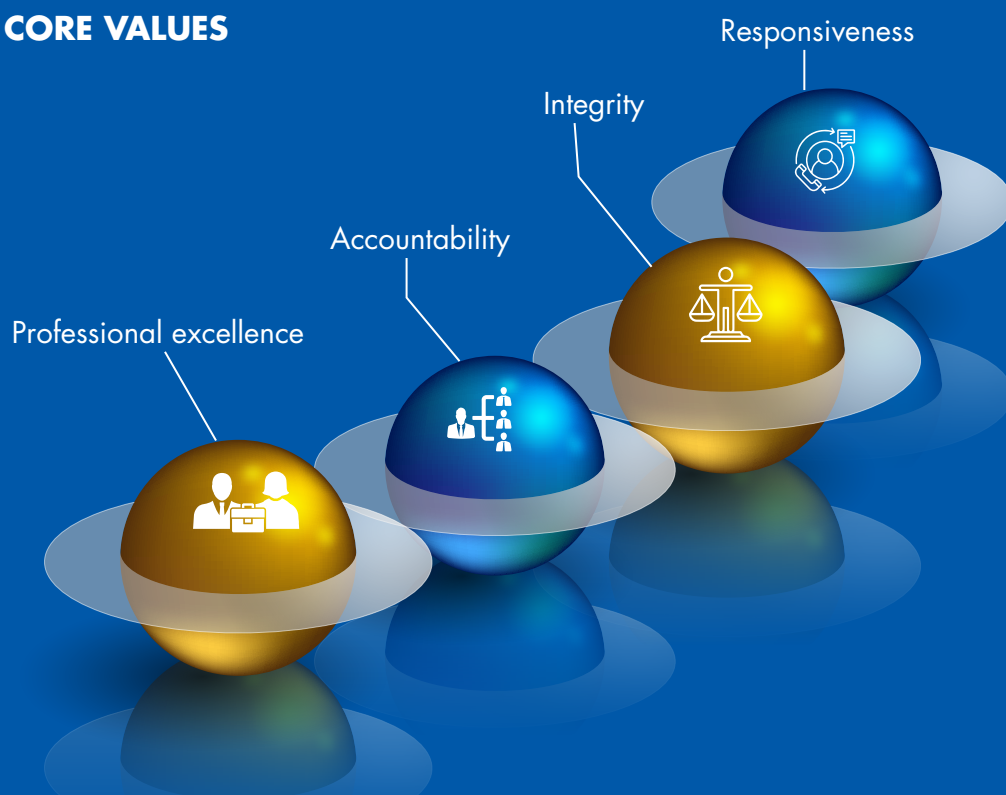 CORE VALUES
Responsiveness
Integrity
Accountability
Professional excellence